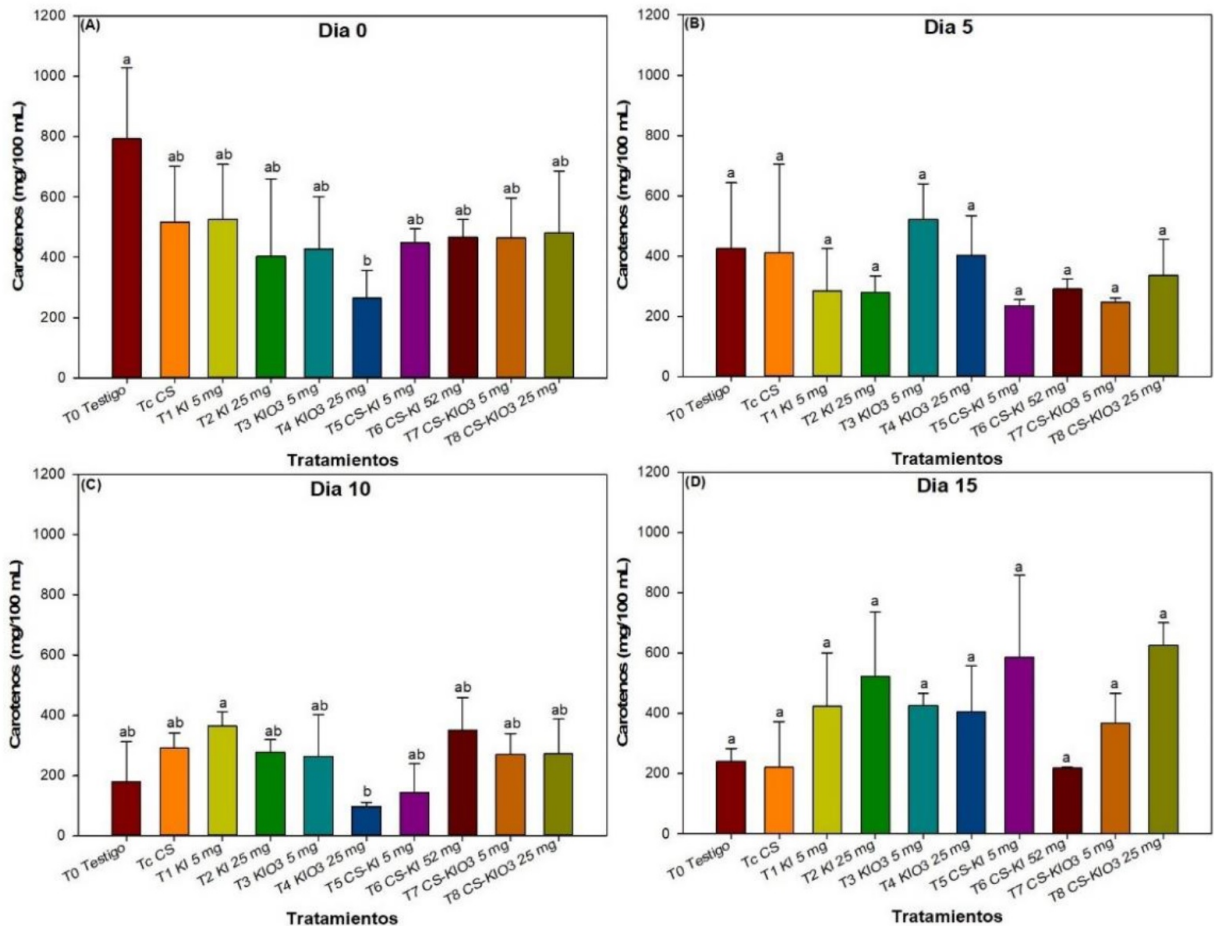 (A)
Dia 0
Carotenos (mg/100 mL)
1200
1000
800
600
400
200
0
a
ab
ab
ab
ab
b
ab
ab
ab
ab
T0 Testigo
Tc CS
T1 KI 5 mg
T2 KI 25 mg
T3 KIO3 5 mg
T4 KIO3 25 mg
T5 CS-KI 5 mg
T6 CS-KI 52 mg
T7 CS-KIO3 5 mg
T8 CS-KIO3 25 mg
Tratamientos
(B)
Dia 5
Carotenos (mg/100 mL)
1200
1000
800
600
400
200
0
a
a
a
a
a
a
a
a
a
a
T0 Testigo
Tc CS
T1 KI 5 mg
T2 KI 25 mg
T3 KIO3 5 mg
T4 KIO3 25 mg
T5 CS-KI 5 mg
T6 CS-KI 52 mg
T7 CS-KIO3 5 mg
T8 CS-KIO3 25 mg
Tratamientos
(C)
Dia 10
Carotenos (mg/100 mL)
1200
1000
800
600
400
200
0
ab
ab
a
ab
ab
b
ab
ab
ab
ab
T0 Testigo
Tc CS
T1 KI 5 mg
T2 KI 25 mg
T3 KIO3 5 mg
T4 KIO3 25 mg
T5 CS-KI 5 mg
T6 CS-KI 52 mg
T7 CS-KIO3 5 mg
T8 CS-KIO3 25 mg
Tratamientos
(D)
Dia 15
Carotenos (mg/100 mL)
1200
1000
800
600
400
200
0
a
a
a
a
a
a
a
a
a
a
T0 Testigo
Tc CS
T1 KI 5 mg
T2 KI 25 mg
T3 KIO3 5 mg
T4 KIO3 25 mg
T5 CS-KI 5 mg
T6 CS-KI 52 mg
T7 CS-KIO3 5 mg
T8 CS-KIO3 25 mg
Tratamientos